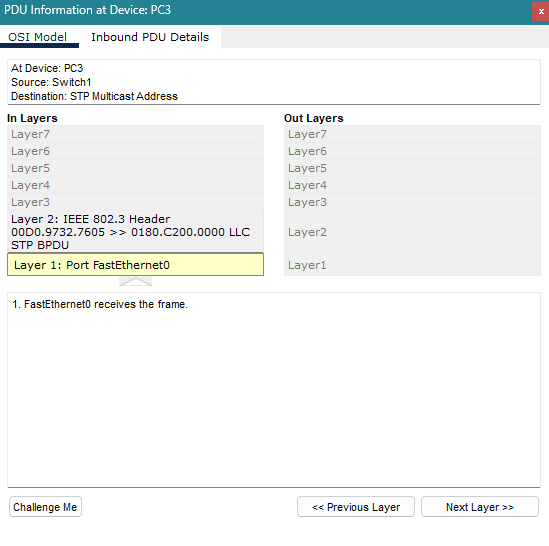 PDU Information at Device: PC3
x
OSI Model Inbound PDU Details
At Device: PC3
Source: Switch1
Destination: STP Multicast Address
In Layers
Layer7
Layer6
Layer5
Layer4
Layer3
Layer 2: IEEE 802.3 Header
00D0.9732.7605 >> 0180.C200.0000 LLC
STP BPDU
Layer 1: Port FastEthernet0
Out Layers
Layer7
Layer6
Layer5
Layer4
Layer3
Layer2
Layer1
1. FastEthernet0 receives the frame.
Challenge Me
<< Previous Layer
Next Layer >>